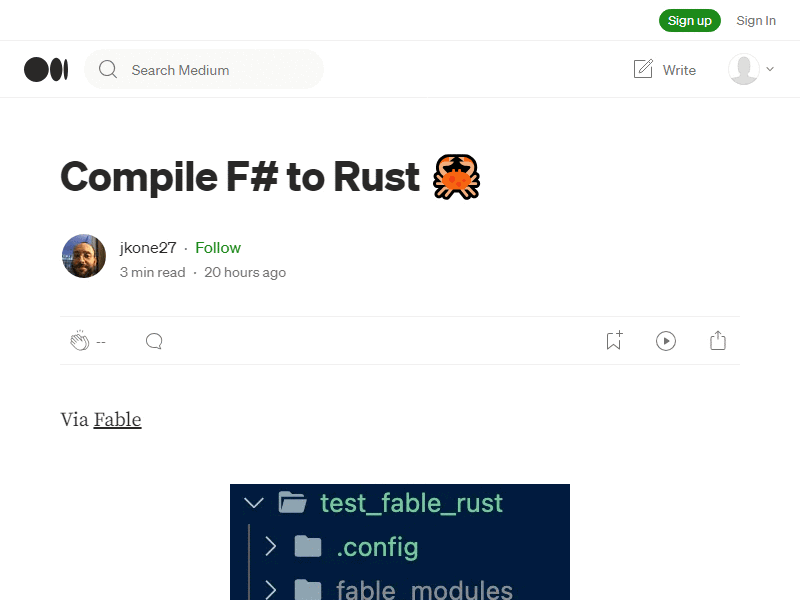 Sign up Sign In
Search Medium Write
Compile F# to Rust 🦀
jkone27 · Follow
3 min read · 20 hours ago
--
Via Fable
test_fable_rust
.config
fable_modules